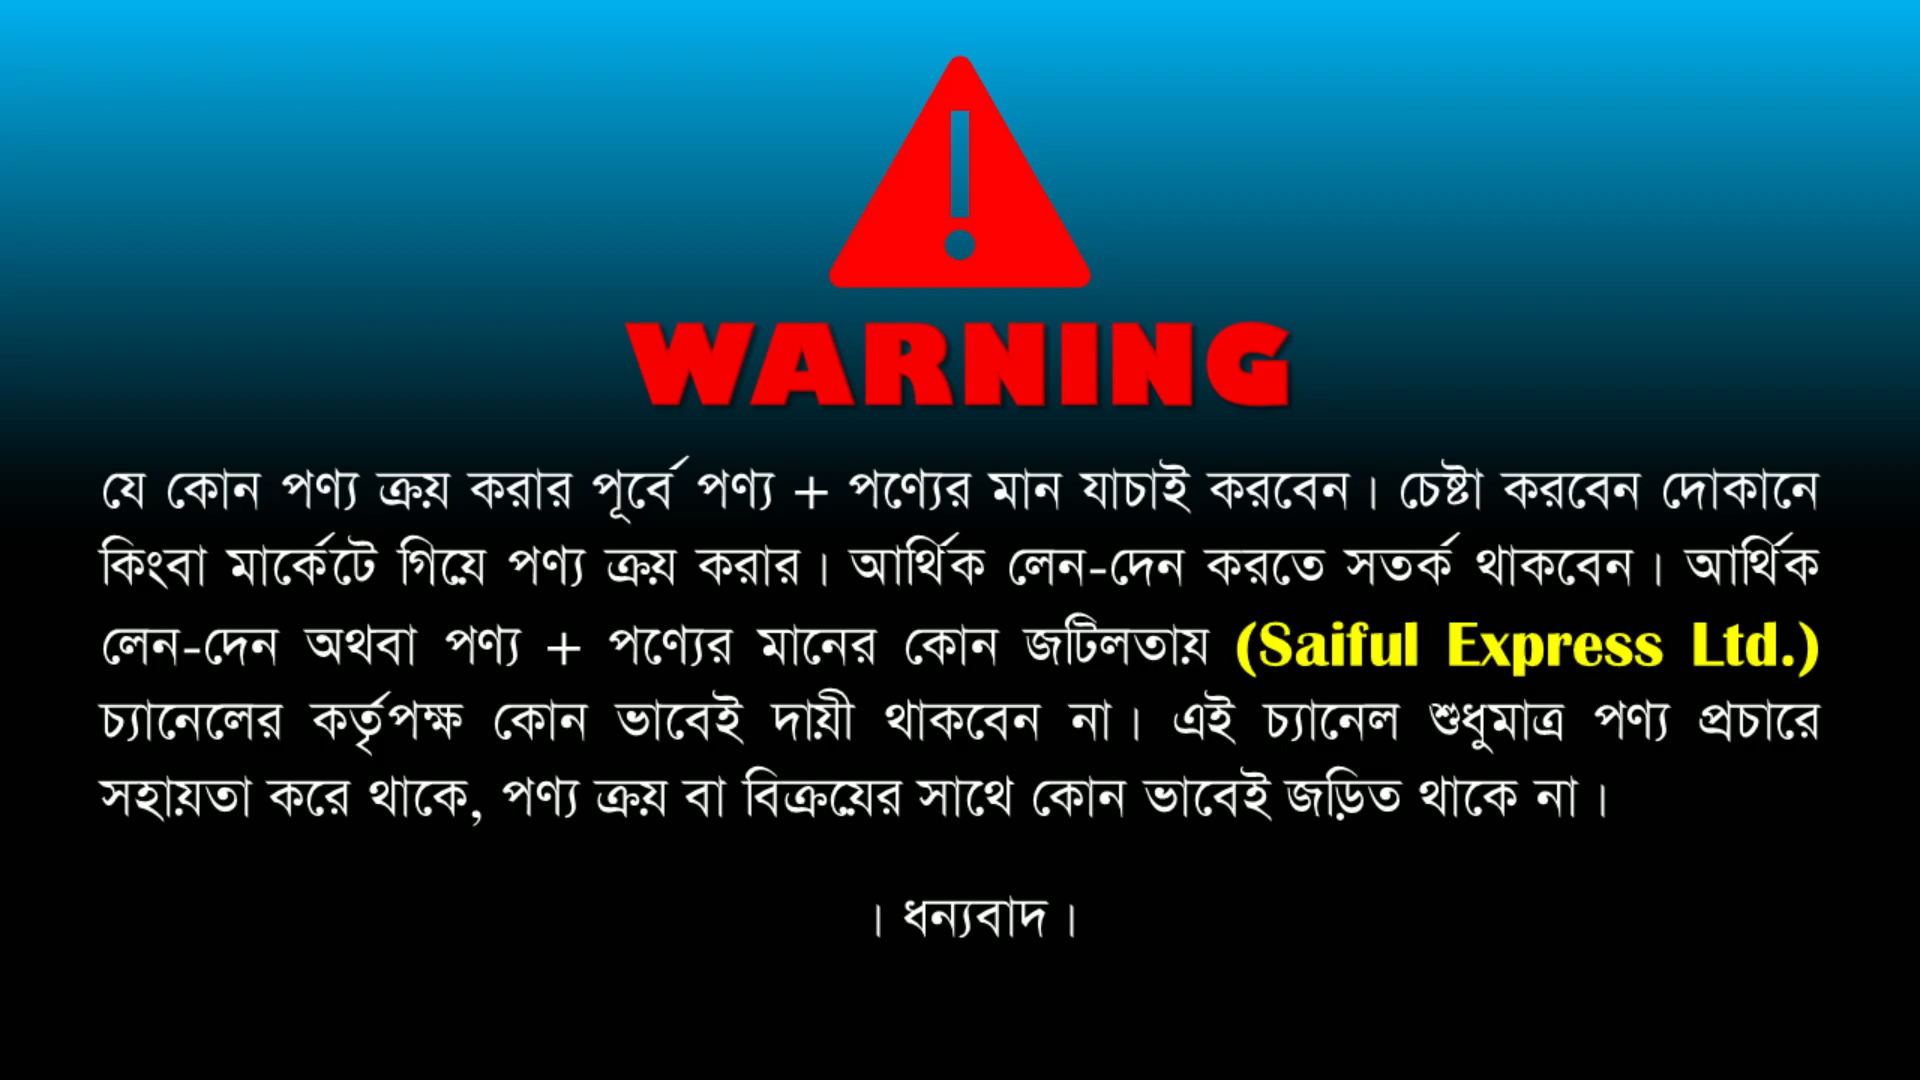 WARNING
যে কোন পণ্য ক্রয় করার পূর্বে পণ্য + পণ্যের মান যাচাই করবেন। চেষ্টা করবেন দোকানে
কিংবা মার্কেটে গিয়ে পণ্য ক্রয় করার। আর্থিক লেন-দেন করতে সতর্ক থাকবেন। আর্থিক
লেন-দেন অথবা পণ্য + পণ্যের মানের কোন জটিলতায় (Saiful Express Ltd.)
চ্যানেলের কর্তৃপক্ষ কোন ভাবেই দায়ী থাকবেন না। এই চ্যানেল শুধুমাত্র পণ্য প্রচারে
সহায়তা করে থাকে, পণ্য ক্রয় বা বিক্রয়ের সাথে কোন ভাবেই জড়িত থাকে না।
। ধন্যবাদ ।